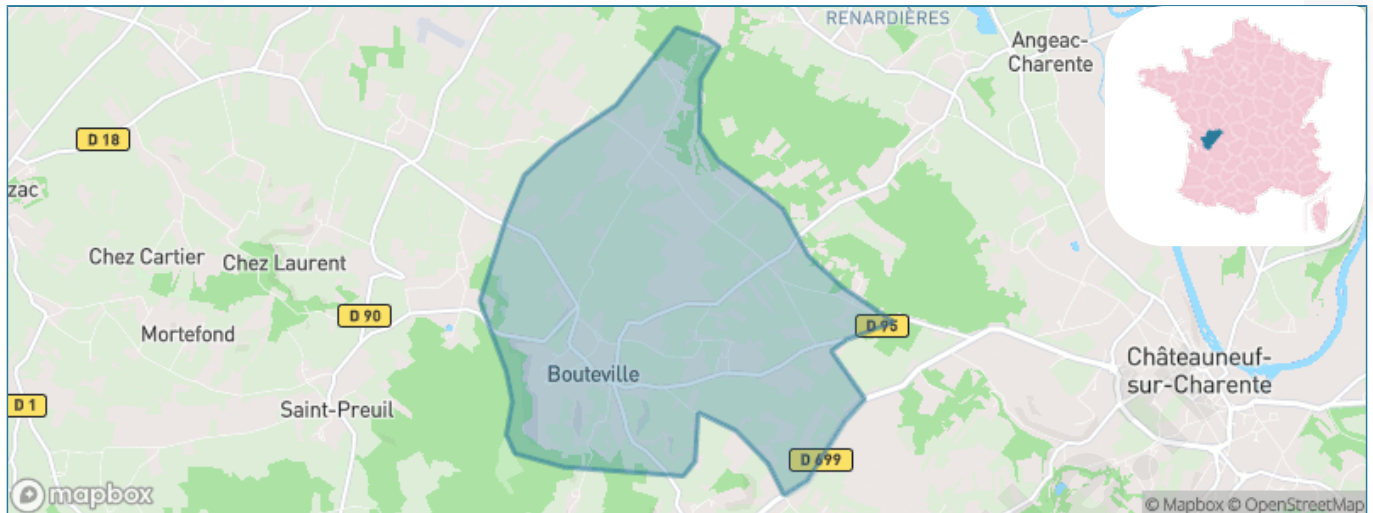 RENARDIÈRES
Angeac-
Charente
D 18
zac
Chez Cartier
Chez Laurent
D 90
Mortefond
D 95
Châteauneuf-
sur-Charente
Bouteville
D 1
Saint-Preuil
D 699
mapbox
© Mapbox © OpenStreetMap